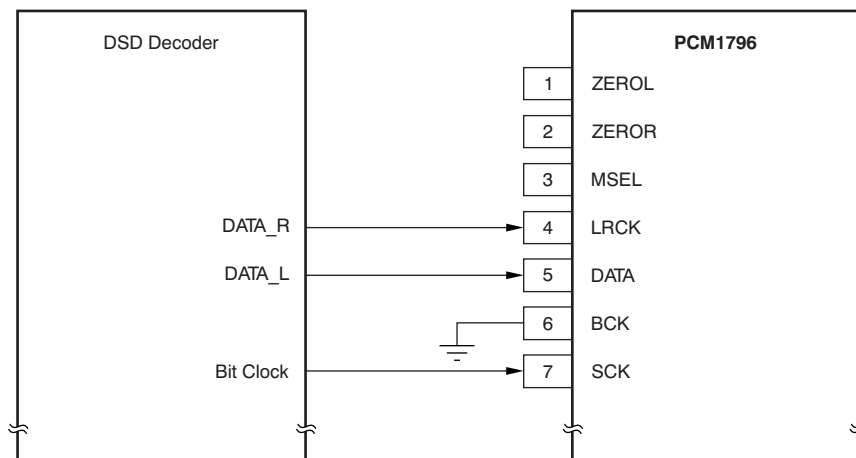 DSD Decoder
PCM1796
1 ZEROL
2 ZEROR
3 MSEL
DATA_R 4 LRCK
DATA_L 5 DATA
6 BCK
Bit Clock 7 SCK